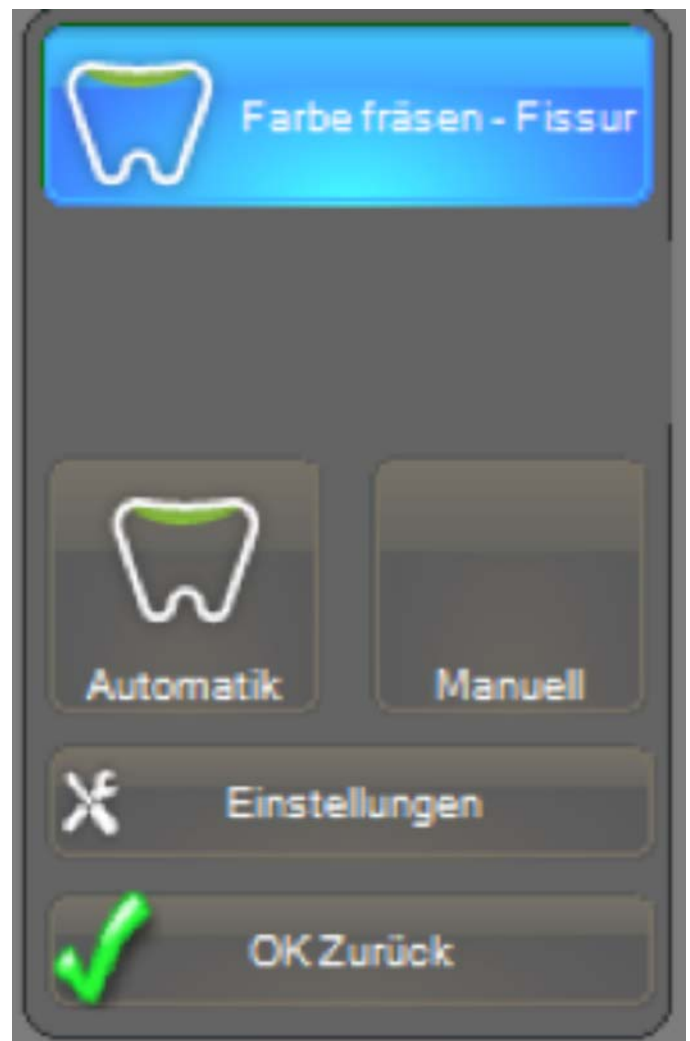 Farbe fräsen - Fissur
Automatik
Manuell
Einstellungen
OK Zurück